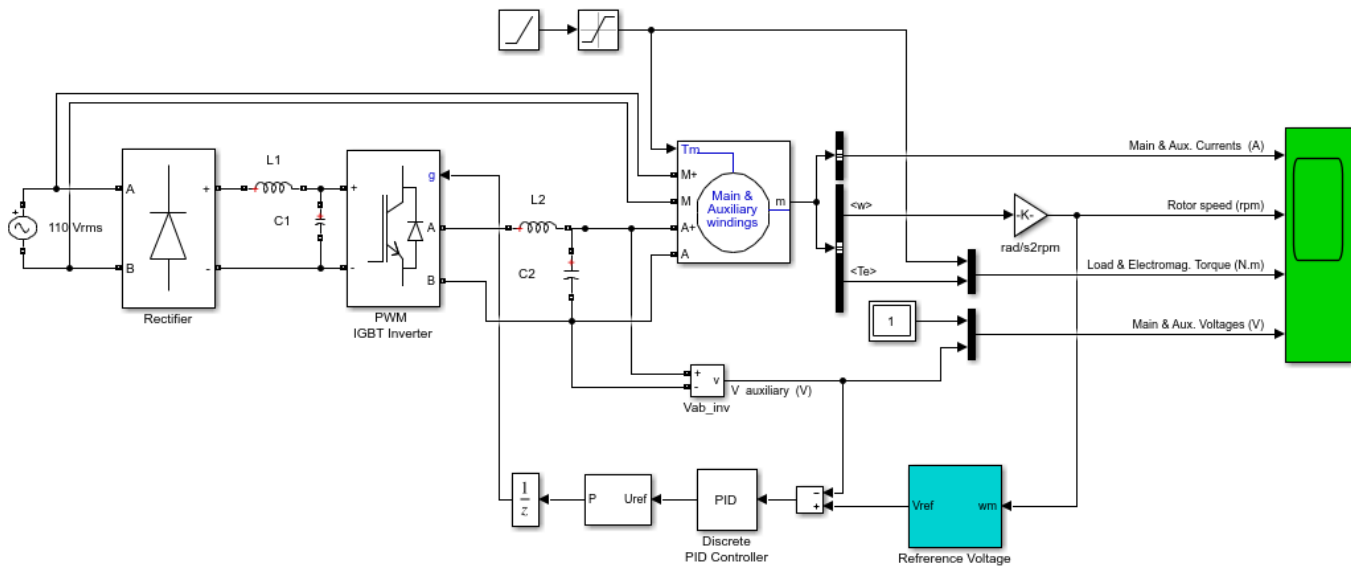 L1
+
A
+
+
110 Vrms
C1
B
-
-
Rectifier
g
A
B
PWM
IGBT Inverter
L2
+
C2
Tm
M+
M
A+
A
Main &
Auxiliary
windings
m
<w>
<Te>
-K-
rad/s2rpm
1
Main & Aux. Currents (A)
Rotor speed (rpm)
Load & Electromag. Torque (N.m)
Main & Aux. Voltages (V)
+
-
v
Vab_inv
V auxiliary (V)
1
z
P
Uref
PID
Discrete
PID Controller
−
+
Vref
wm
Refrerence Voltage